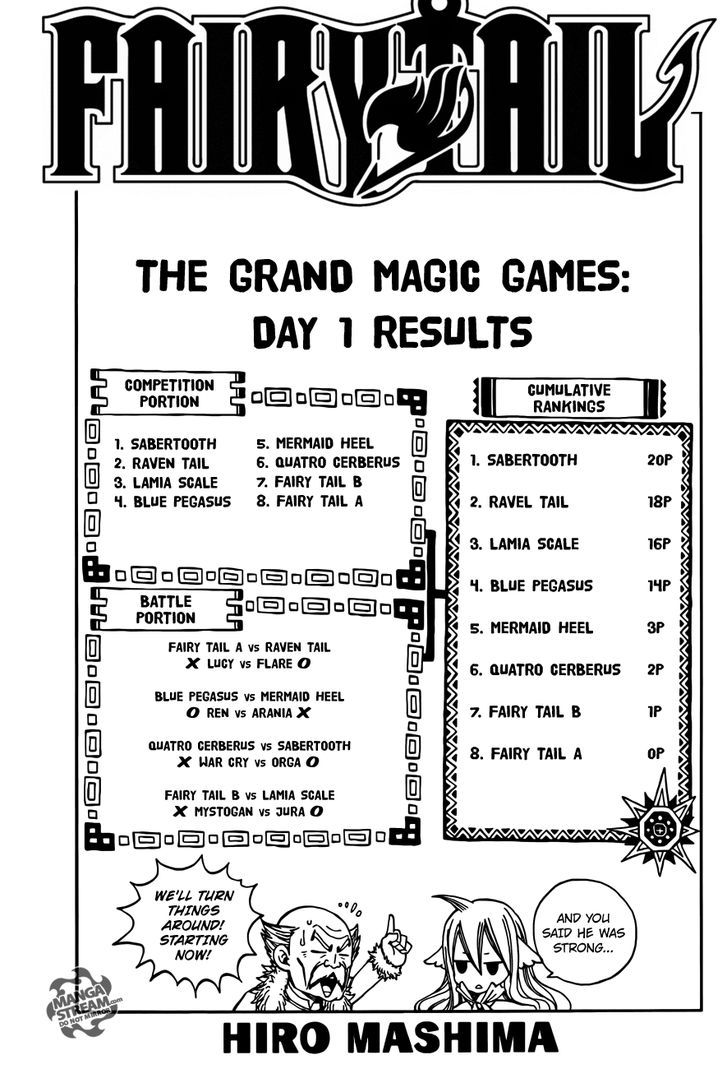 FAIRY TAIL
THE GRAND MAGIC GAMES:
DAY 1 RESULTS
COMPETITION
PORTION
1. SABERTOOTH
2. RAVEN TAIL
3. LAMIA SCALE
4. BLUE PEGASUS
5. MERMAID HEEL
6. QUATRO CERBERUS
7. FAIRY TAIL B
8. FAIRY TAIL A
BATTLE
PORTION
FAIRY TAIL A VS RAVEN TAIL
X LUCY VS FLARE O
BLUE PEGASUS VS MERMAID HEEL
O REN VS ARANIA X
QUATRO CERBERUS VS SABERTOOTH
X WAR CRY VS ORGA O
FAIRY TAIL B VS LAMIA SCALE
X MYSTOGAN VS JURA O
CUMULATIVE
RANKINGS
1. SABERTOOTH 20P
2. RAVEL TAIL 18P
3. LAMIA SCALE 16P
4. BLUE PEGASUS 14P
5. MERMAID HEEL 3P
6. QUATRO CERBERUS 2P
7. FAIRY TAIL B 1P
8. FAIRY TAIL A 0P
WE'LL TURN
THINGS
AROUND!
STARTING
NOW!
AND YOU
SAID HE WAS
STRONG...
MANGA
STREAM.com
DO NOT MIRROR
HIRO MASHIMA